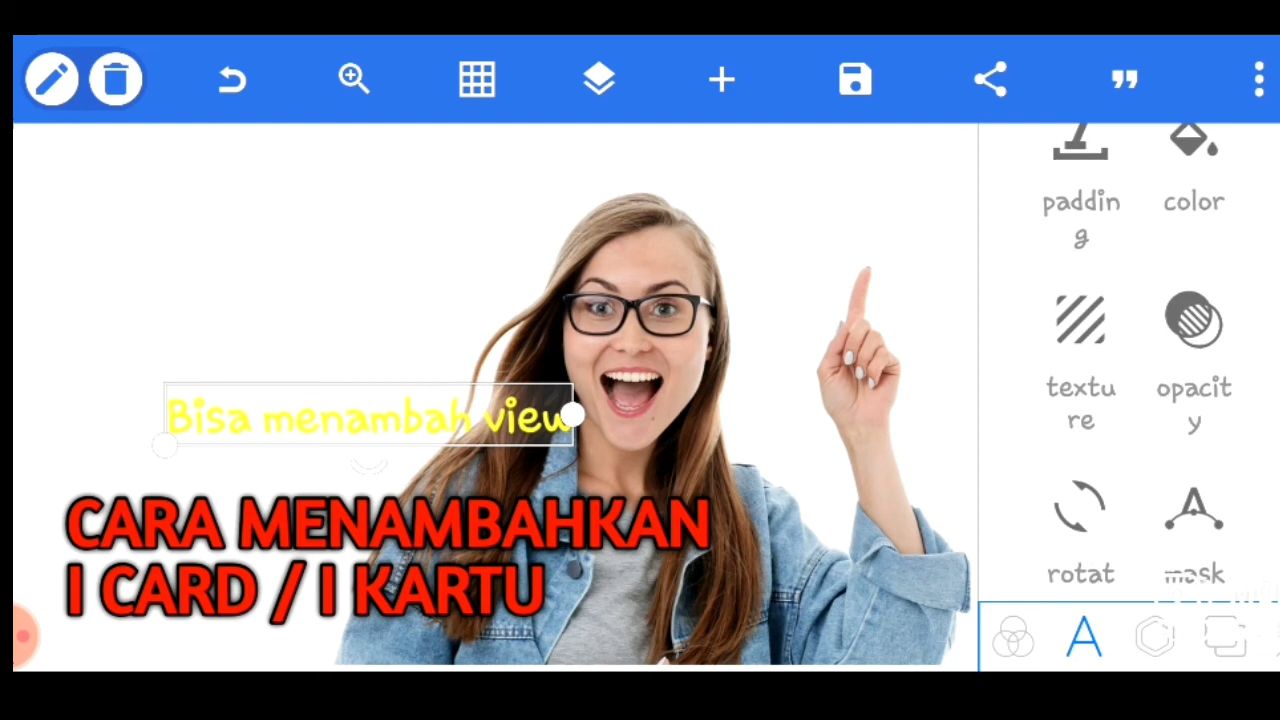 padding
color
texture
opacity
Bisa menambah view
CARA MENAMBAHKAN
I CARD / I KARTU
rotat
mask
A